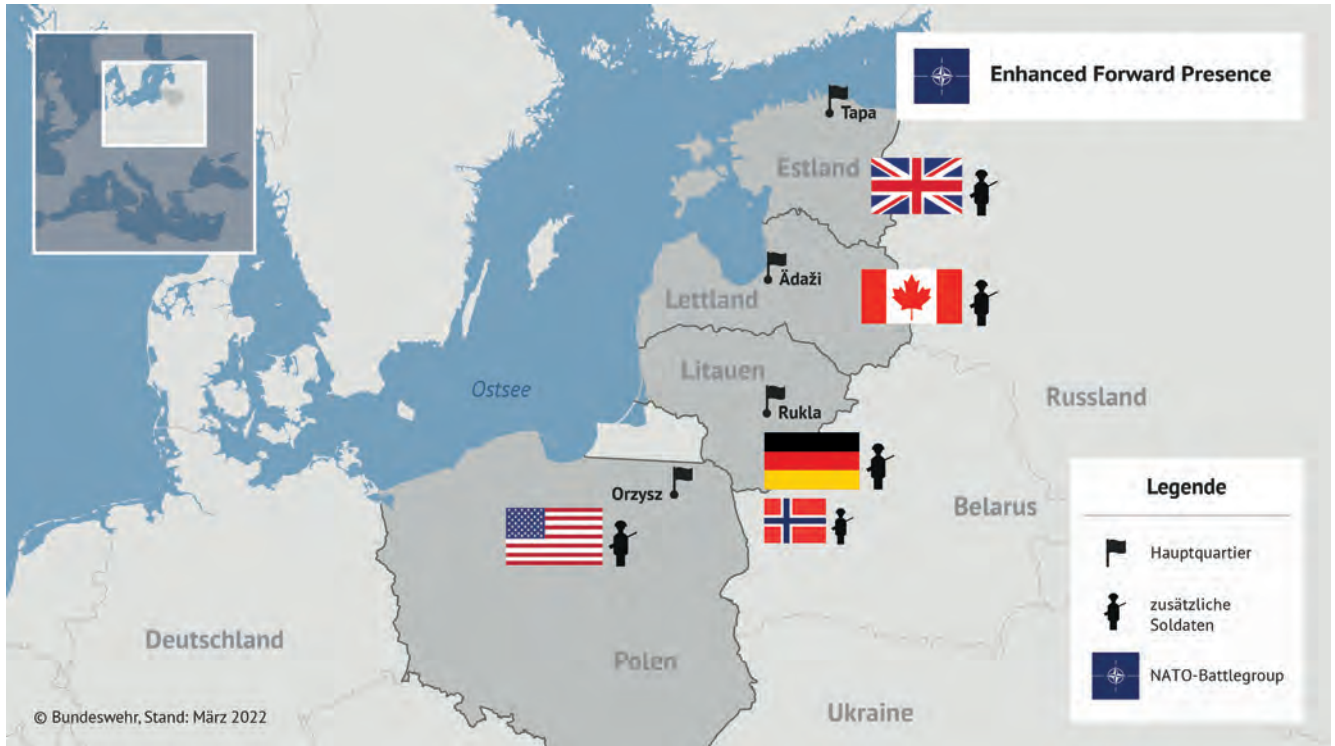 Enhanced Forward Presence
Tapa
Estland
Ädaži
Lettland
Litauen
Ostsee
Rukla
Russland
Orzysz
Belarus
Deutschland
Polen
Ukraine
Legende
Hauptquartier
zusätzliche
Soldaten
NATO-Battlegroup
© Bundeswehr, Stand: März 2022